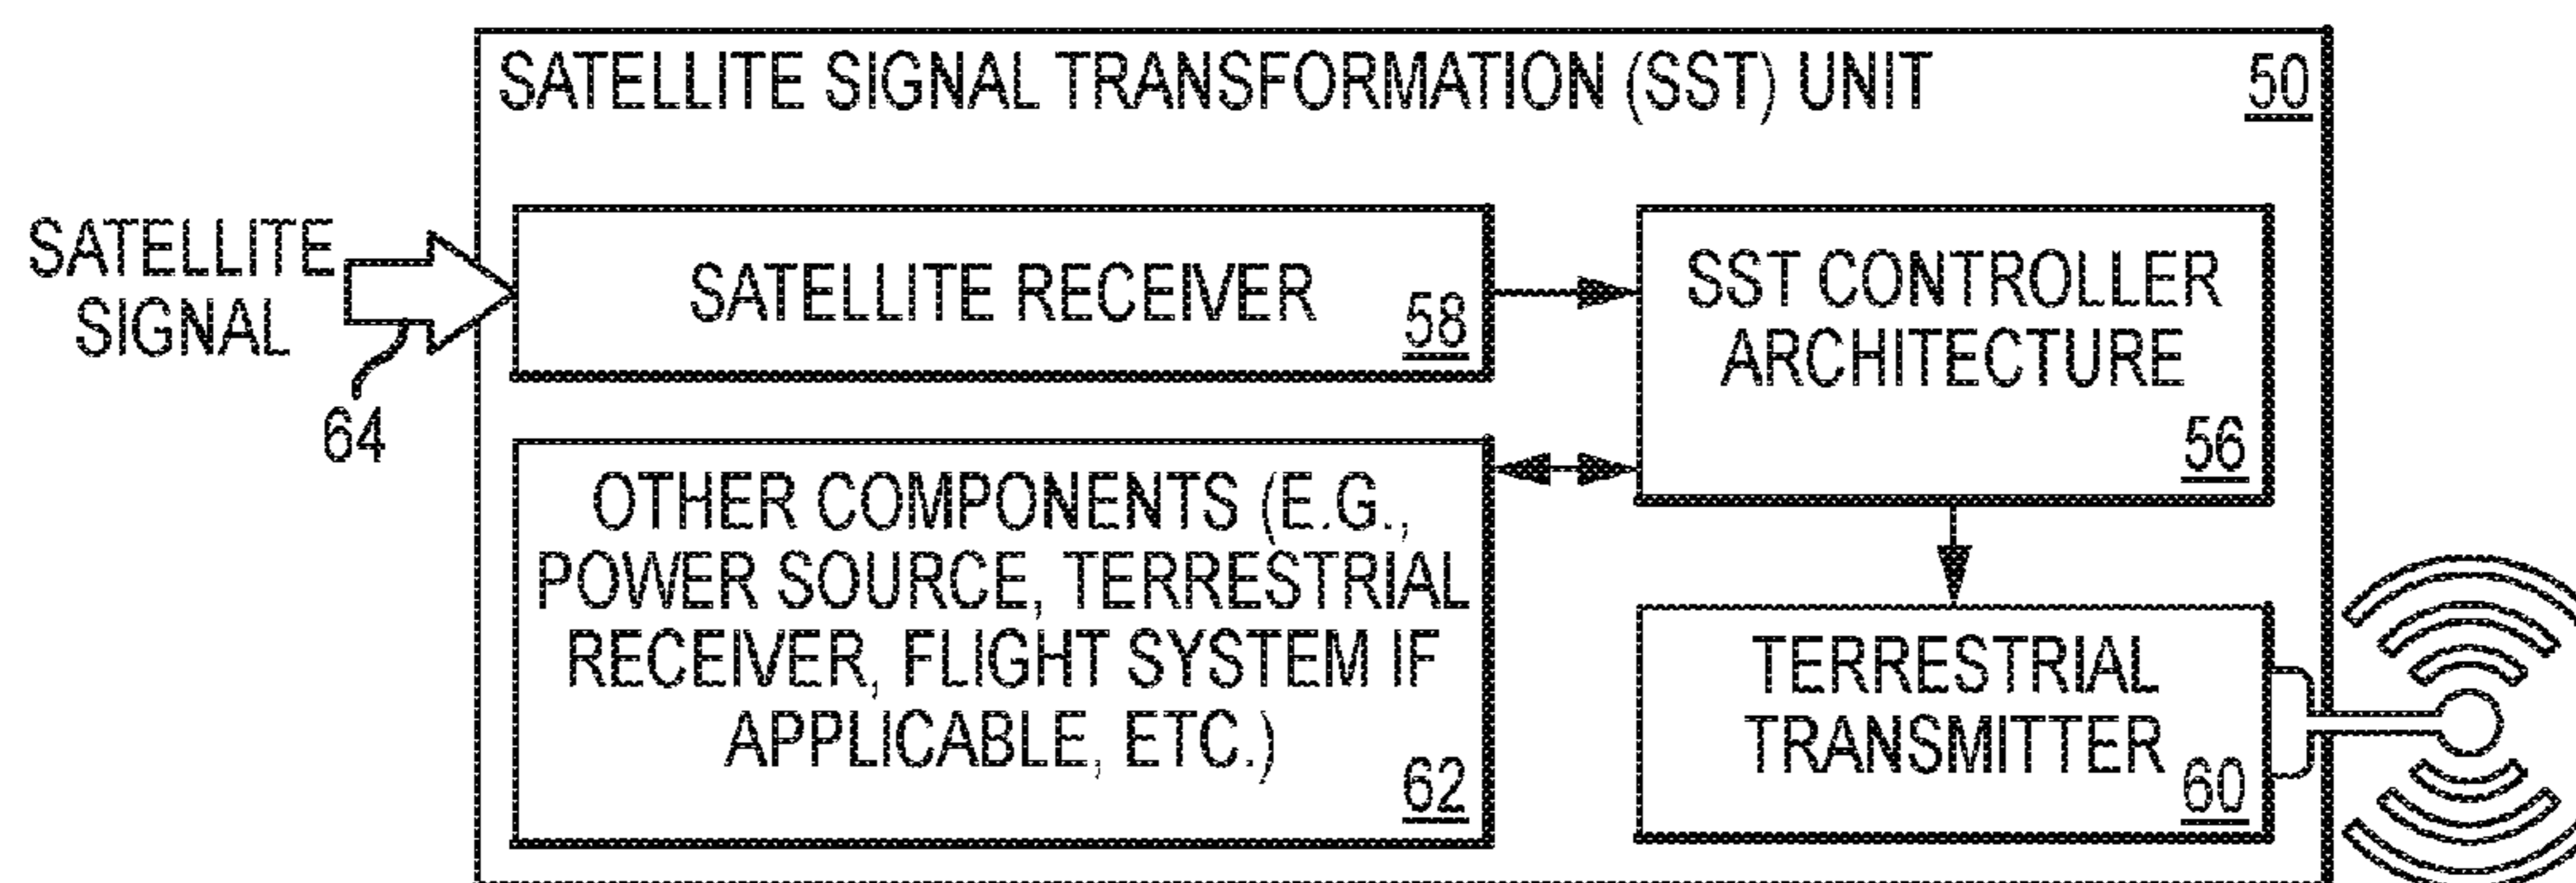 SATELLITE SIGNAL TRANSFORMATION (SST) UNIT
50
SATELLITE
SIGNAL
64
SATELLITE RECEIVER
58
SST CONTROLLER
ARCHITECTURE
56
OTHER COMPONENTS (E.G.,
POWER SOURCE, TERRESTRIAL
RECEIVER, FLIGHT SYSTEM IF
APPLICABLE, ETC.)
62
TERRESTRIAL
TRANSMITTER
60